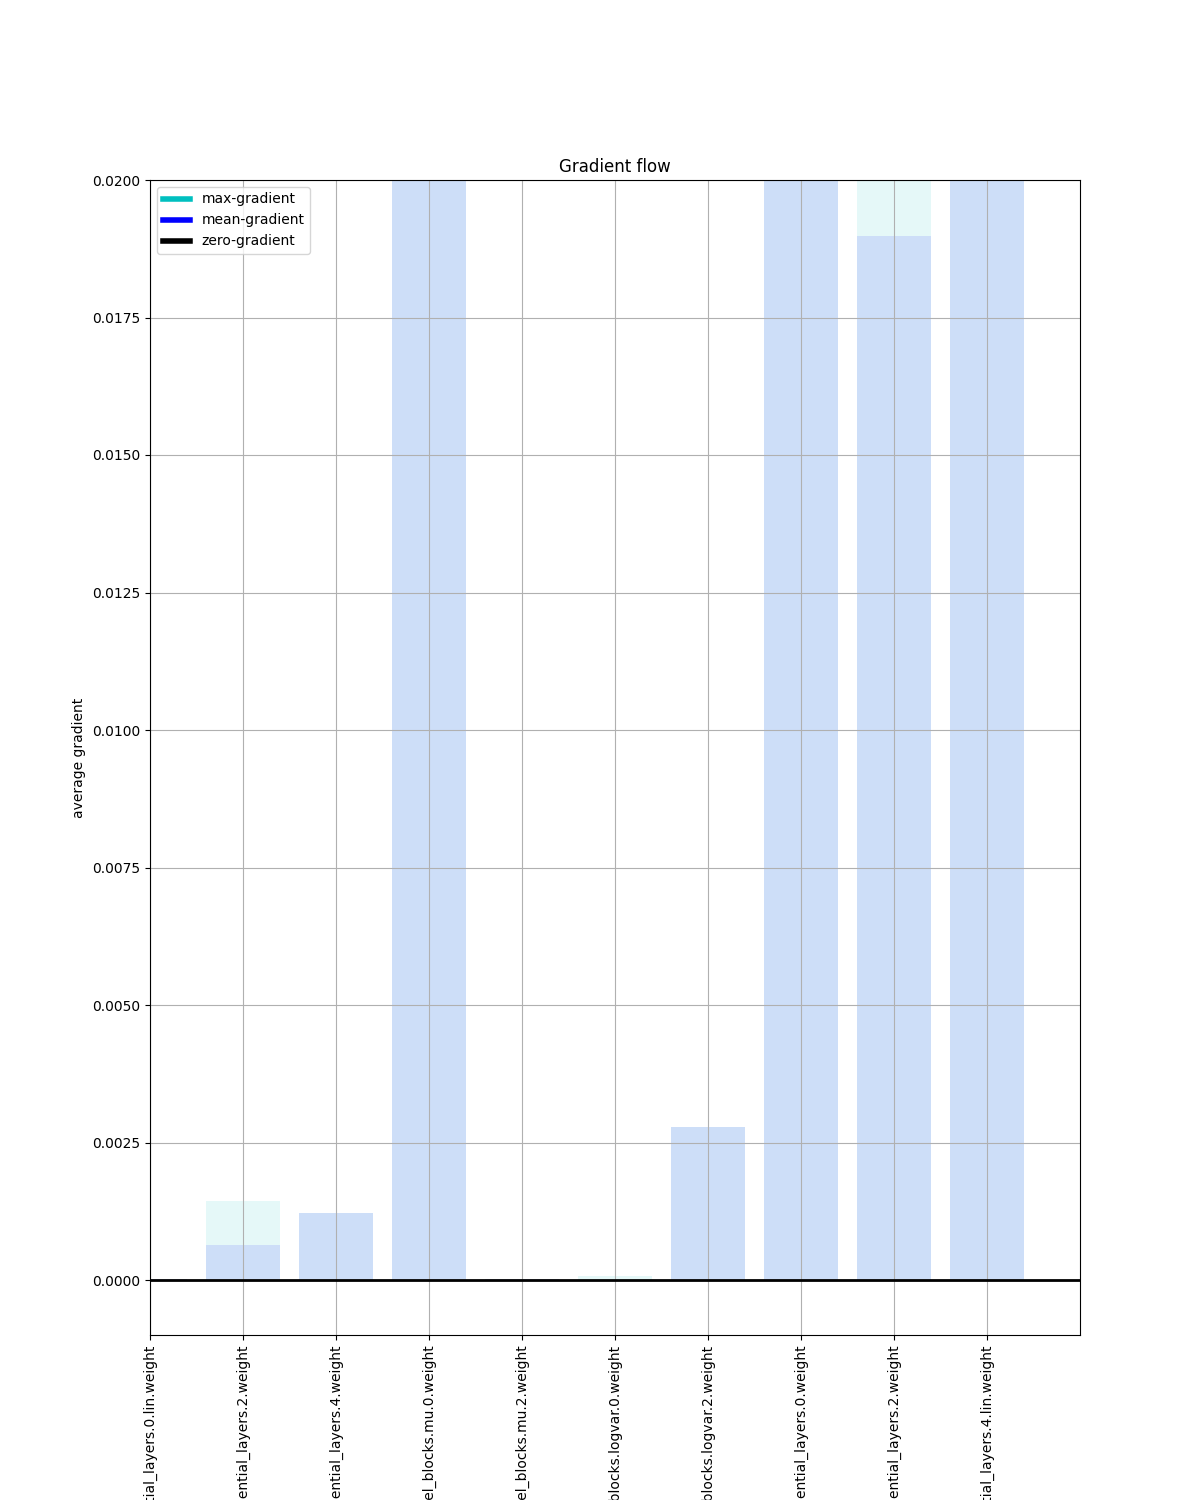 Gradient flow
max-gradient
mean-gradient
zero-gradient
0.0200
0.0175
0.0150
0.0125
0.0100
0.0075
0.0050
0.0025
0.0000
average gradient
tial_layers.0.lin.weight
ential_layers.2.weight
ential_layers.4.weight
el_blocks.mu.0.weight
el_blocks.mu.2.weight
blocks.logvar.0.weight
blocks.logvar.2.weight
ential_layers.0.weight
ential_layers.2.weight
tial_layers.4.lin.weight